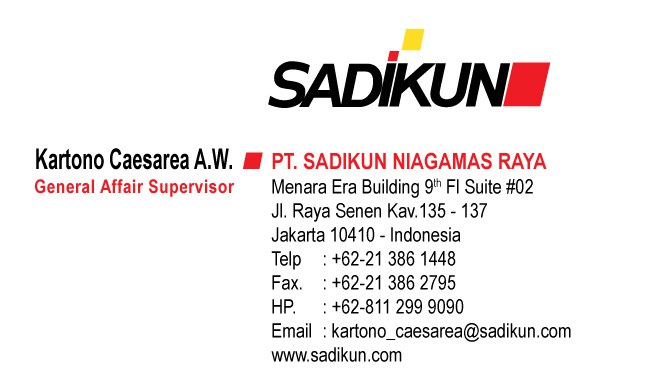 SADIKUN
Kartono Caesarea A.W.
General Affair Supervisor
PT. SADIKUN NIAGAMAS RAYA
Menara Era Building 9th Fl Suite #02
Jl. Raya Senen Kav.135 - 137
Jakarta 10410 - Indonesia
Telp : +62-21 386 1448
Fax. : +62-21 386 2795
HP. : +62-811 299 9090
Email : kartono_caesarea@sadikun.com
www.sadikun.com